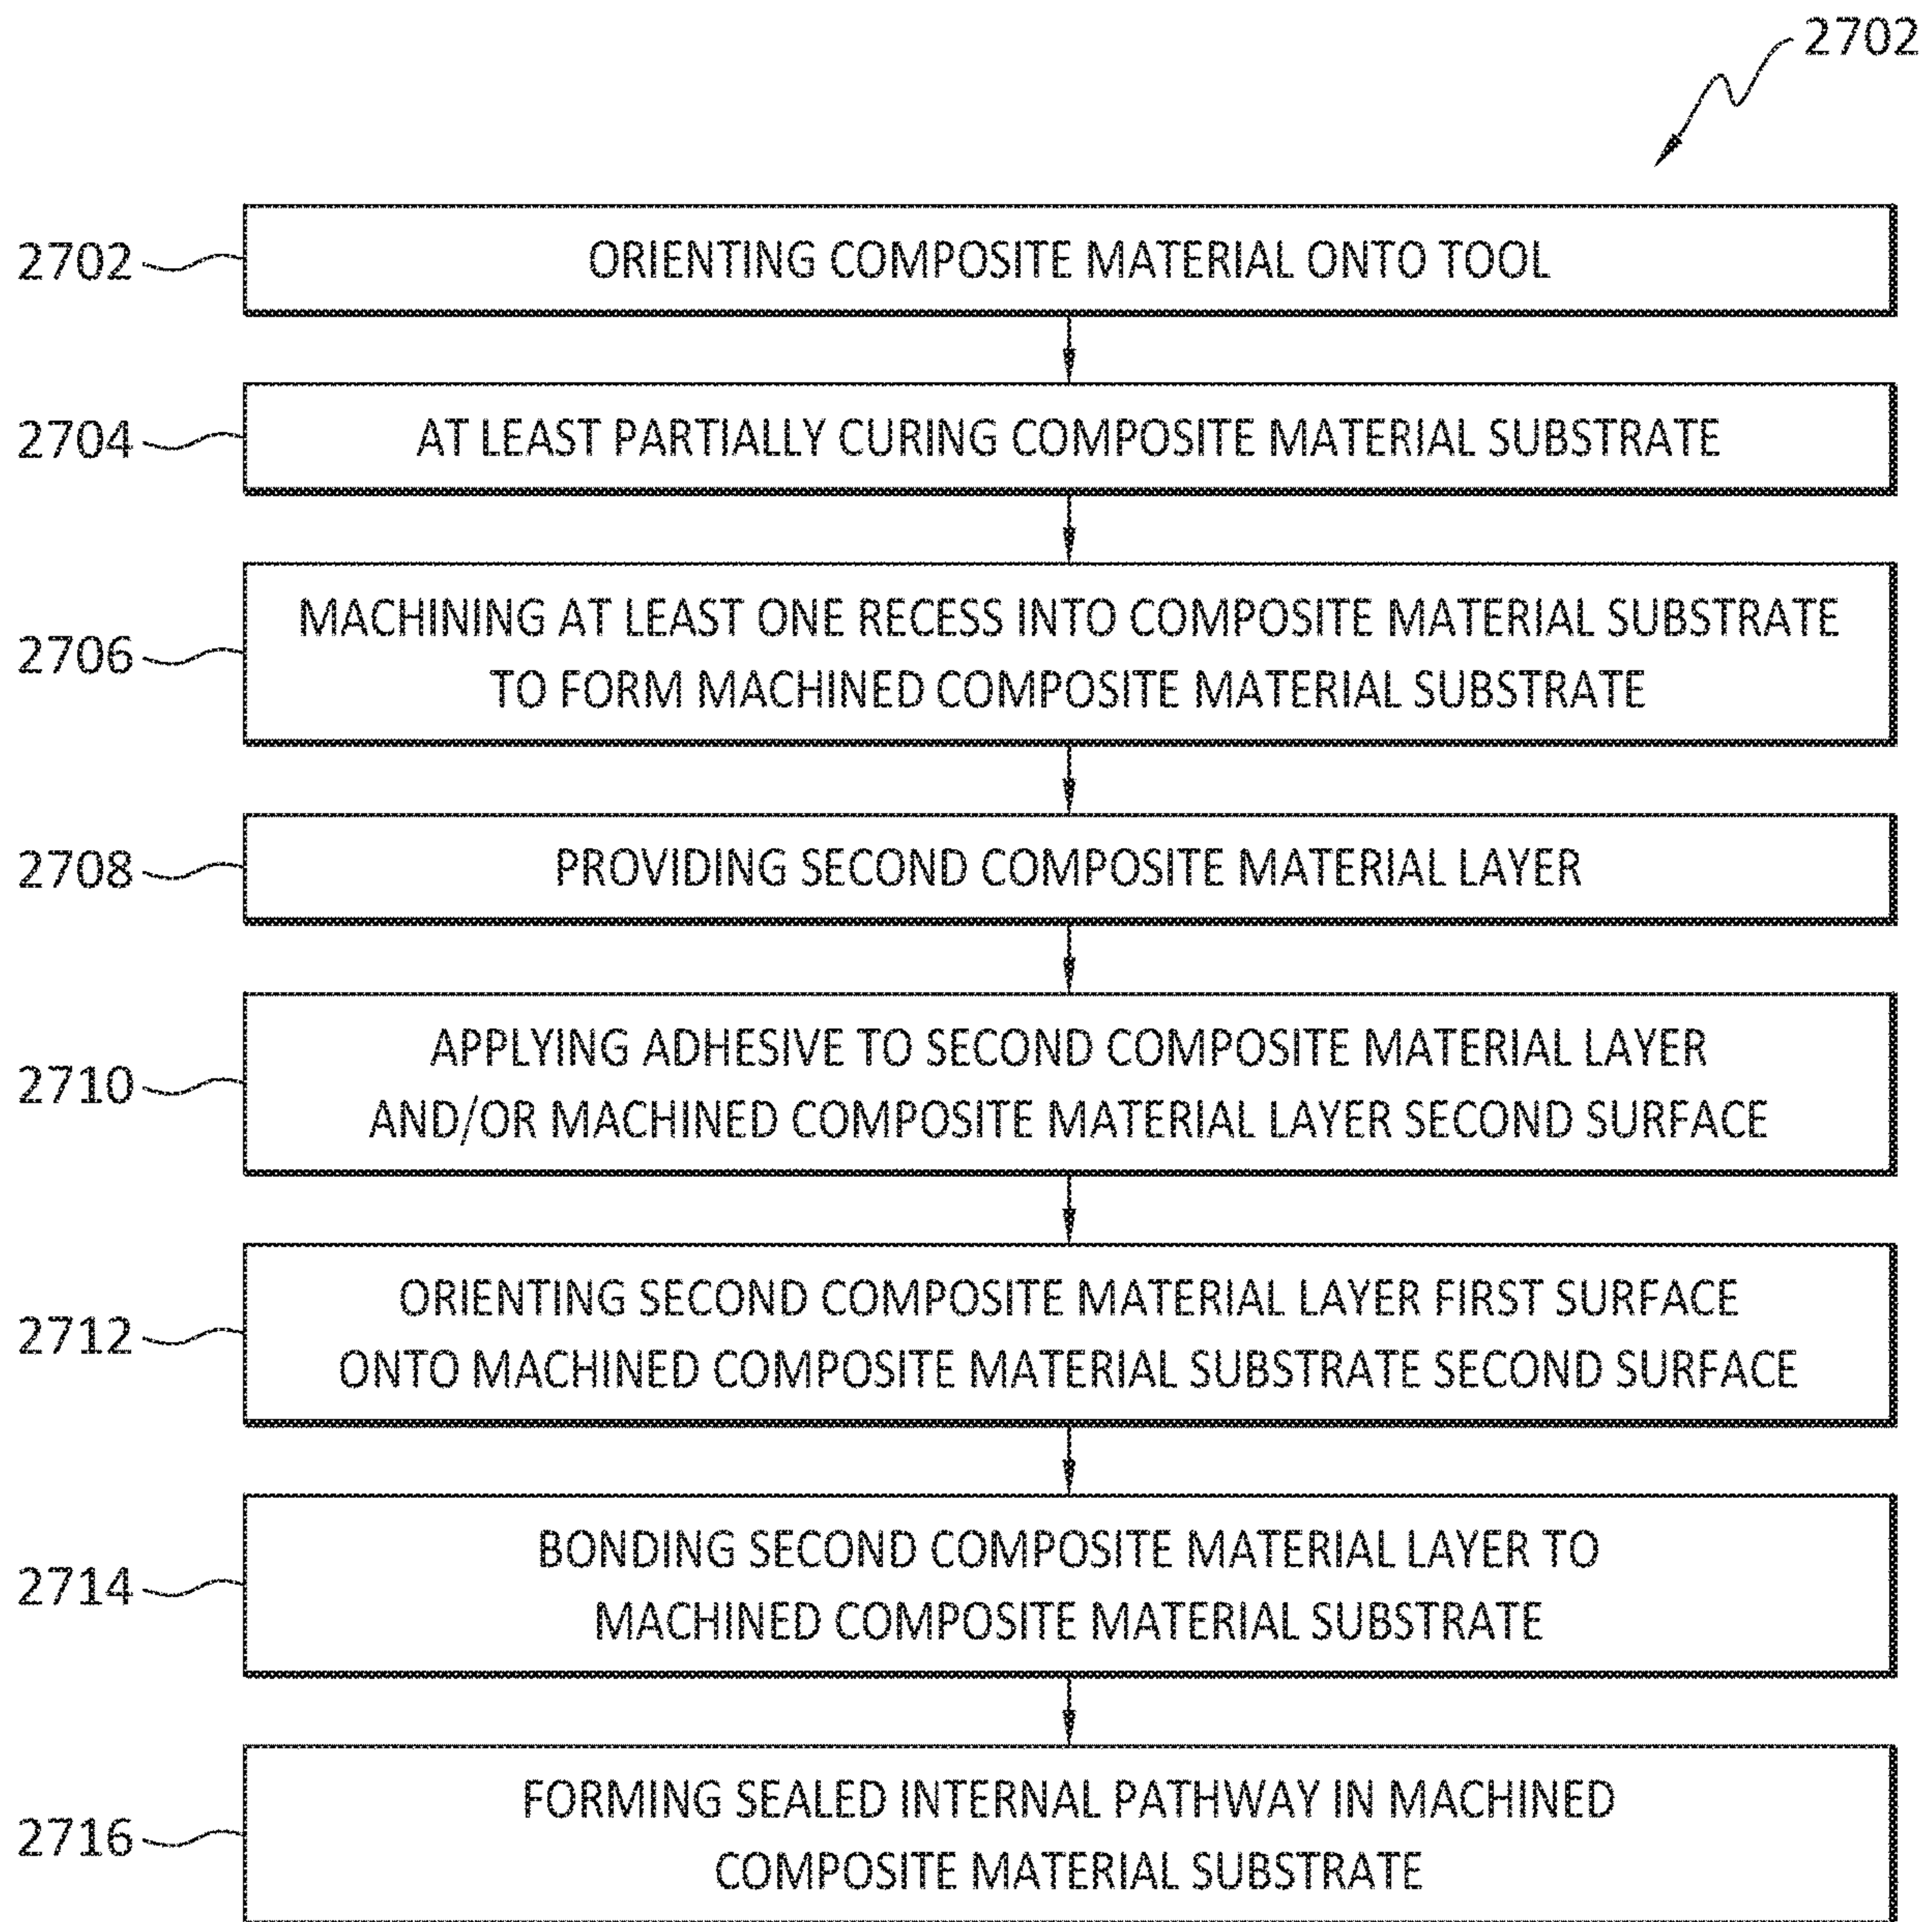 2702
2702
ORIENTING COMPOSITE MATERIAL ONTO TOOL
2704
AT LEAST PARTIALLY CURING COMPOSITE MATERIAL SUBSTRATE
2706
MACHINING AT LEAST ONE RECESS INTO COMPOSITE MATERIAL SUBSTRATE
TO FORM MACHINED COMPOSITE MATERIAL SUBSTRATE
2708
PROVIDING SECOND COMPOSITE MATERIAL LAYER
2710
APPLYING ADHESIVE TO SECOND COMPOSITE MATERIAL LAYER
AND/OR MACHINED COMPOSITE MATERIAL LAYER SECOND SURFACE
2712
ORIENTING SECOND COMPOSITE MATERIAL LAYER FIRST SURFACE
ONTO MACHINED COMPOSITE MATERIAL SUBSTRATE SECOND SURFACE
2714
BONDING SECOND COMPOSITE MATERIAL LAYER TO
MACHINED COMPOSITE MATERIAL SUBSTRATE
2716
FORMING SEALED INTERNAL PATHWAY IN MACHINED
COMPOSITE MATERIAL SUBSTRATE